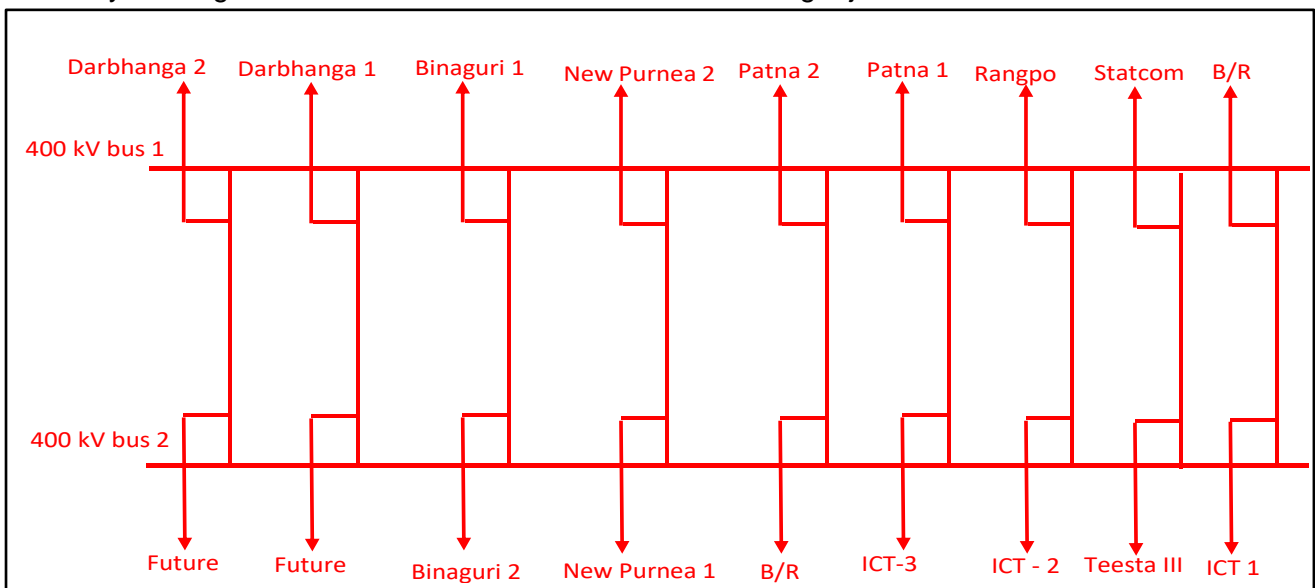 Darbhanga 2 Darbhanga 1 Binaguri 1 New Purnea 2 Patna 2 Patna 1 Rangpo Statcom B/R
400 kV bus 1
400 kV bus 2
Future Future Binaguri 2 New Purnea 1 B/R ICT-3 ICT - 2 Teesta III ICT 1